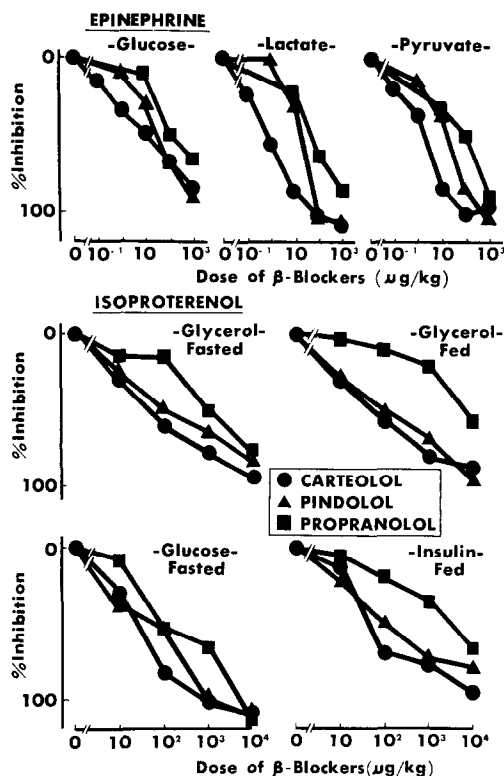 EPINEPHRINE
-Glucose- -Lactate- -Pyruvate-
%Inhibition
0
100
0 10⁻¹ 10 10³ 0 10⁻¹ 10 10³ 0 10⁻¹ 10 10³
Dose of β-Blockers (µg/kg)
ISOPROTERENOL
-Glycerol-
Fasted
-Glycerol-
Fed
%Inhibition
0
100
● CARTEOLOL
▲ PINDOLOL
■ PROPRANOLOL
-Glucose-
Fasted
-Insulin-
Fed
%Inhibition
0
100
0 10 10² 10³ 10⁴ 0 10 10² 10³ 10⁴
Dose of β-Blockers(µg/kg)